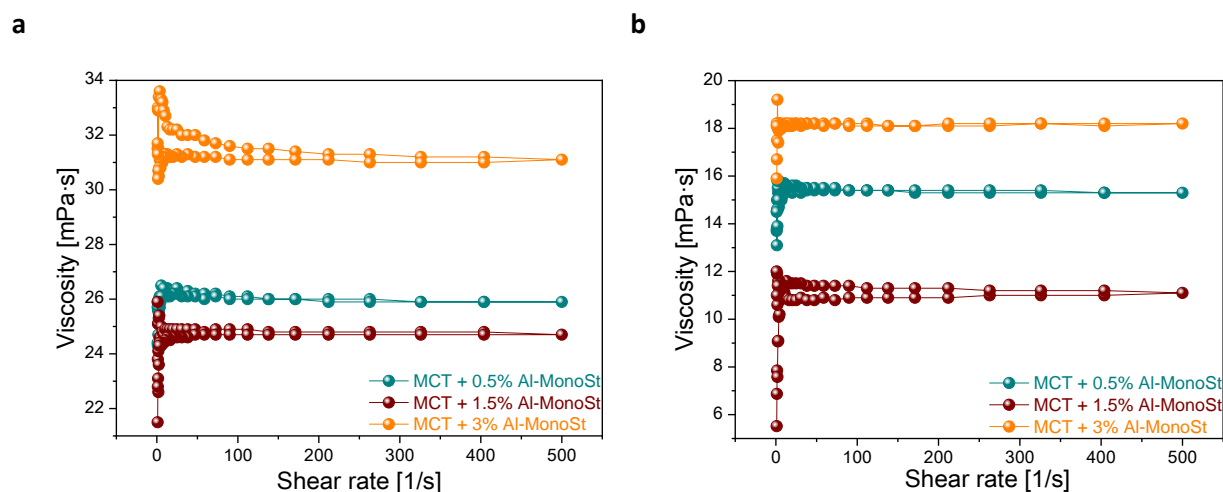 a
b
34
32
30
28
26
24
22
Viscosity [mPa·s]
MCT + 0.5% Al-MonoSt
MCT + 1.5% Al-MonoSt
MCT + 3% Al-MonoSt
0 100 200 300 400 500
Shear rate [1/s]
20
18
16
14
12
10
8
6
Viscosity [mPa·s]
MCT + 0.5% Al-MonoSt
MCT + 1.5% Al-MonoSt
MCT + 3% Al-MonoSt
0 100 200 300 400 500
Shear rate [1/s]